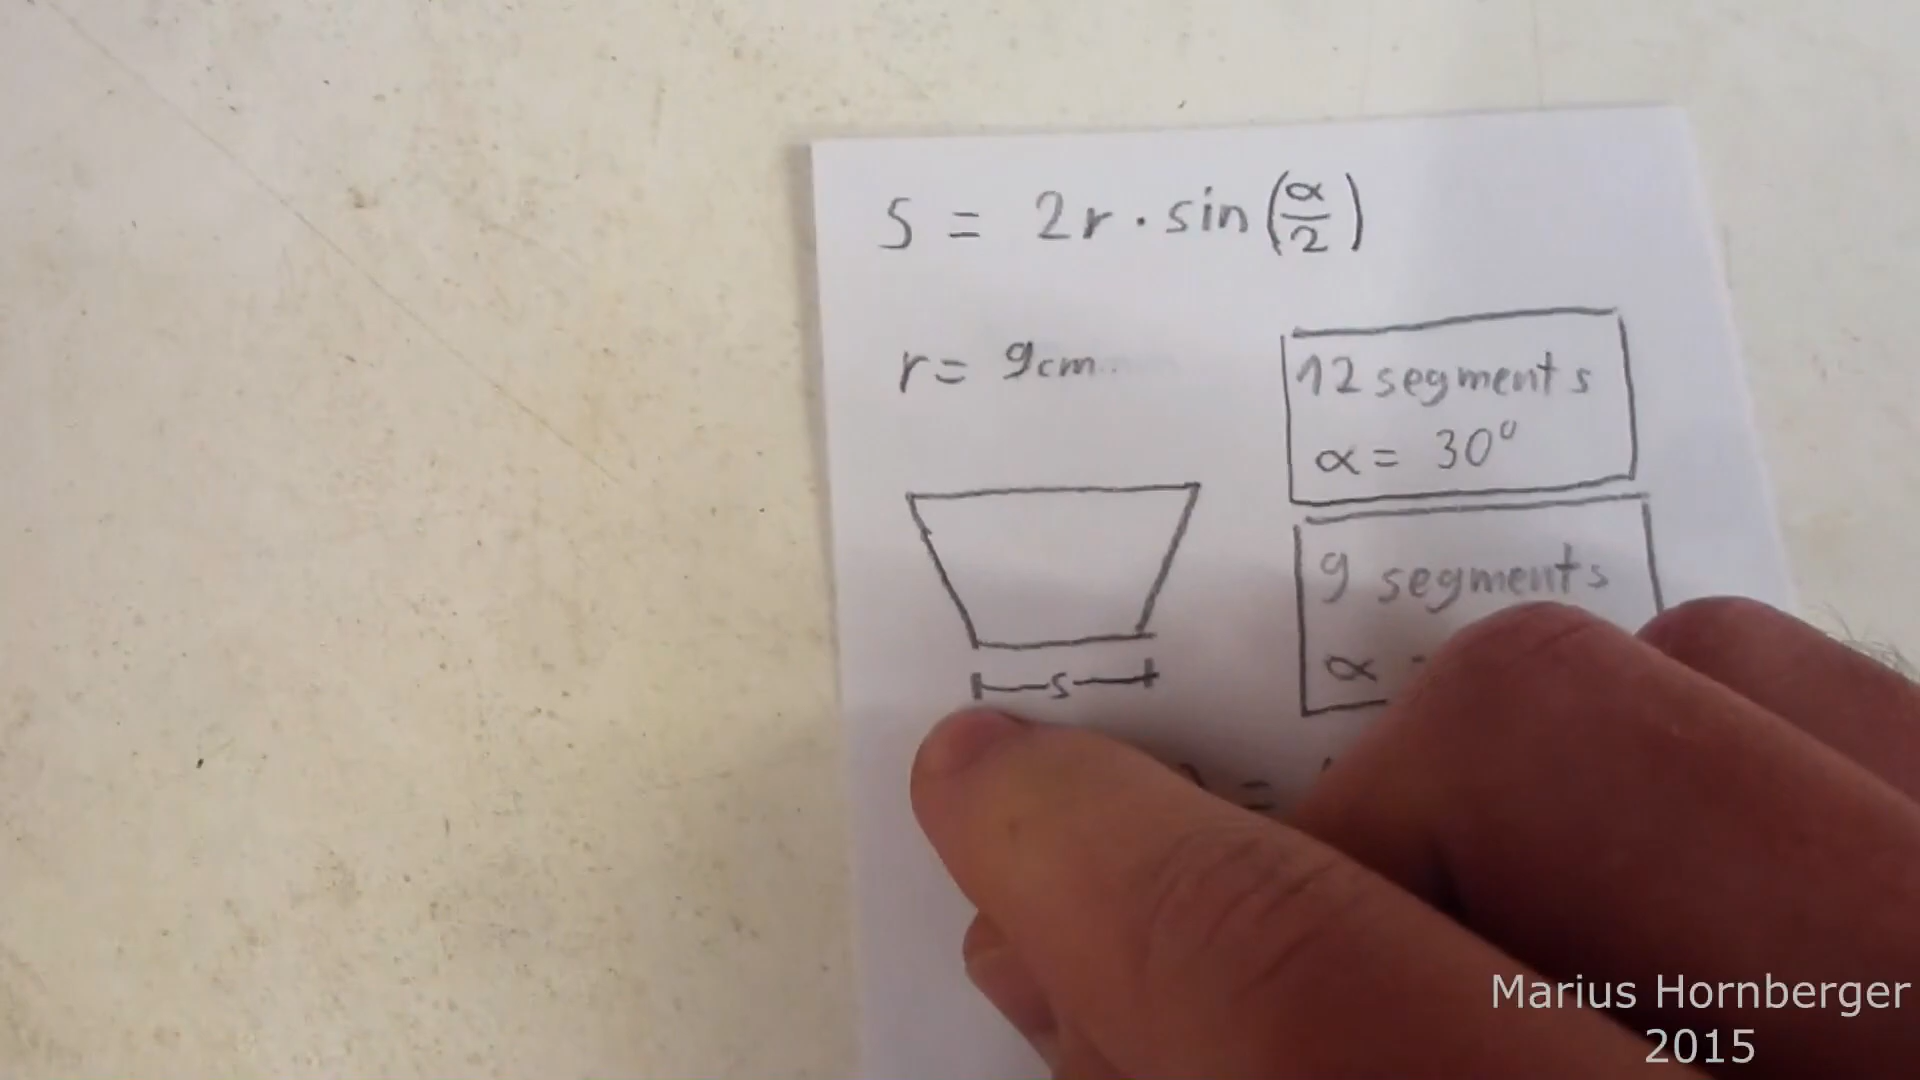 S = 2r · sin(α/2)
r = 9cm
12 segments
α = 30°
9 segments
α
s
=
Marius Hornberger
2015